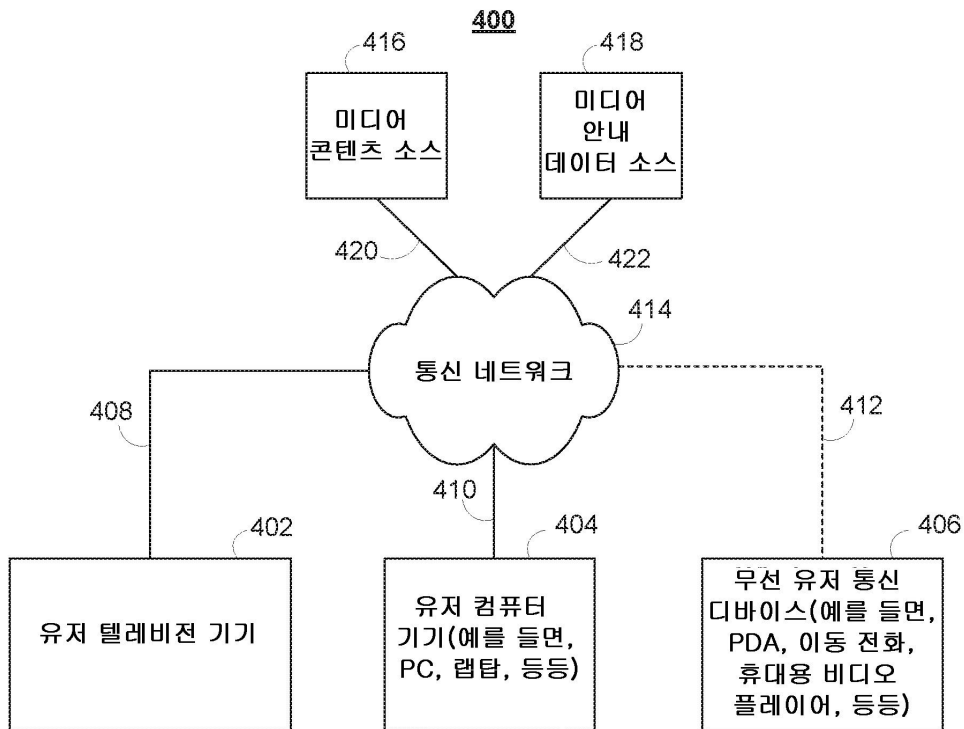 400
416
418
미디어
콘텐츠 소스
미디어
안내
데이터 소스
420
422
414
통신 네트워크
408
412
410
402
404
406
유저 텔레비전 기기
유저 컴퓨터
기기(예를 들면,
PC, 랩탑, 등등)
무선 유저 통신
디바이스(예를 들면,
PDA, 이동 전화,
휴대용 비디오
플레이어, 등등)